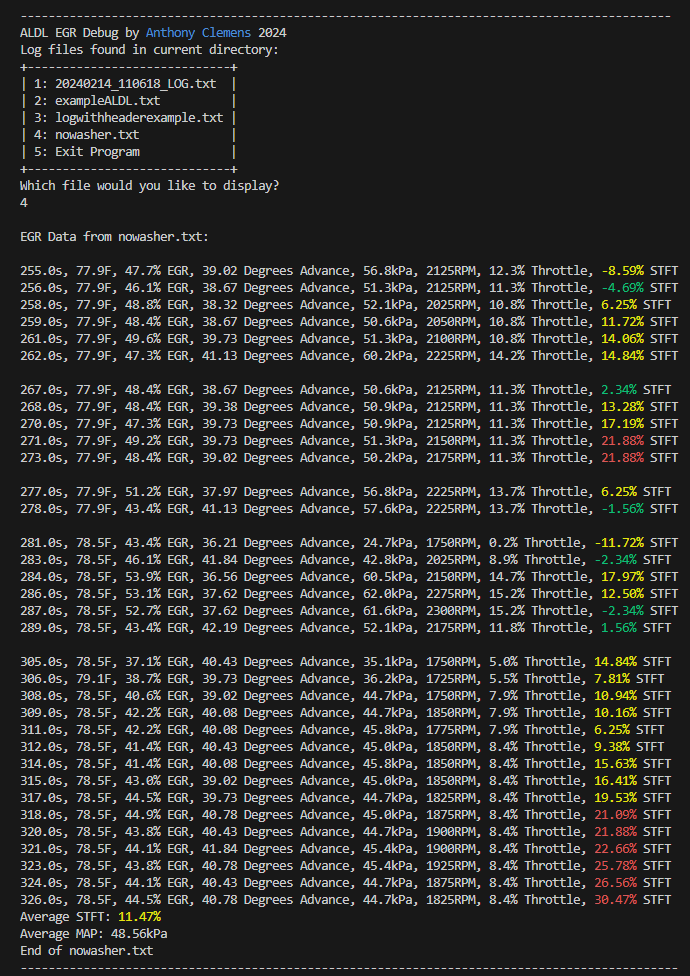 --------------------------------------------------------------------------------------------
ALDL EGR Debug by Anthony Clemens 2024
Log files found in current directory:
+-----------------------------+
| 1: 20240214_110618_LOG.txt  |
| 2: exampleALDL.txt          |
| 3: logwithheaderexample.txt |
| 4: nowasher.txt             |
| 5: Exit Program             |
+-----------------------------+
Which file would you like to display?
4
EGR Data from nowasher.txt:
255.0s, 77.9F, 47.7% EGR, 39.02 Degrees Advance, 56.8kPa, 2125RPM, 12.3% Throttle, -8.59% STFT
256.0s, 77.9F, 46.1% EGR, 38.67 Degrees Advance, 51.3kPa, 2125RPM, 11.3% Throttle, -4.69% STFT
258.0s, 77.9F, 48.8% EGR, 38.32 Degrees Advance, 52.1kPa, 2025RPM, 10.8% Throttle, 6.25% STFT
259.0s, 77.9F, 48.4% EGR, 38.67 Degrees Advance, 50.6kPa, 2050RPM, 10.8% Throttle, 11.72% STFT
261.0s, 77.9F, 49.6% EGR, 39.73 Degrees Advance, 51.3kPa, 2100RPM, 10.8% Throttle, 14.06% STFT
262.0s, 77.9F, 47.3% EGR, 41.13 Degrees Advance, 60.2kPa, 2225RPM, 14.2% Throttle, 14.84% STFT
267.0s, 77.9F, 48.4% EGR, 38.67 Degrees Advance, 50.6kPa, 2125RPM, 11.3% Throttle, 2.34% STFT
268.0s, 77.9F, 48.4% EGR, 39.38 Degrees Advance, 50.9kPa, 2125RPM, 11.3% Throttle, 13.28% STFT
270.0s, 77.9F, 47.3% EGR, 39.73 Degrees Advance, 50.9kPa, 2125RPM, 11.3% Throttle, 17.19% STFT
271.0s, 77.9F, 49.2% EGR, 39.73 Degrees Advance, 51.3kPa, 2150RPM, 11.3% Throttle, 21.88% STFT
273.0s, 77.9F, 48.4% EGR, 39.02 Degrees Advance, 50.2kPa, 2175RPM, 11.3% Throttle, 21.88% STFT
277.0s, 77.9F, 51.2% EGR, 37.97 Degrees Advance, 56.8kPa, 2225RPM, 13.7% Throttle, 6.25% STFT
278.0s, 77.9F, 43.4% EGR, 41.13 Degrees Advance, 57.6kPa, 2225RPM, 13.7% Throttle, -1.56% STFT
281.0s, 78.5F, 43.4% EGR, 36.21 Degrees Advance, 24.7kPa, 1750RPM, 0.2% Throttle, -11.72% STFT
283.0s, 78.5F, 46.1% EGR, 41.84 Degrees Advance, 42.8kPa, 2025RPM, 8.9% Throttle, -2.34% STFT
284.0s, 78.5F, 53.9% EGR, 36.56 Degrees Advance, 60.5kPa, 2150RPM, 14.7% Throttle, 17.97% STFT
286.0s, 78.5F, 53.1% EGR, 37.62 Degrees Advance, 62.0kPa, 2275RPM, 15.2% Throttle, 12.50% STFT
287.0s, 78.5F, 52.7% EGR, 37.62 Degrees Advance, 61.6kPa, 2300RPM, 15.2% Throttle, -2.34% STFT
289.0s, 78.5F, 43.4% EGR, 42.19 Degrees Advance, 52.1kPa, 2175RPM, 11.8% Throttle, 1.56% STFT
305.0s, 78.5F, 37.1% EGR, 40.43 Degrees Advance, 35.1kPa, 1750RPM, 5.0% Throttle, 14.84% STFT
306.0s, 79.1F, 38.7% EGR, 39.73 Degrees Advance, 36.2kPa, 1725RPM, 5.5% Throttle, 7.81% STFT
308.0s, 78.5F, 40.6% EGR, 39.02 Degrees Advance, 44.7kPa, 1750RPM, 7.9% Throttle, 10.94% STFT
309.0s, 78.5F, 42.2% EGR, 40.08 Degrees Advance, 44.7kPa, 1850RPM, 7.9% Throttle, 10.16% STFT
311.0s, 78.5F, 42.2% EGR, 40.08 Degrees Advance, 45.8kPa, 1775RPM, 7.9% Throttle, 6.25% STFT
312.0s, 78.5F, 41.4% EGR, 40.43 Degrees Advance, 45.0kPa, 1850RPM, 8.4% Throttle, 9.38% STFT
314.0s, 78.5F, 41.4% EGR, 40.08 Degrees Advance, 45.8kPa, 1850RPM, 8.4% Throttle, 15.63% STFT
315.0s, 78.5F, 43.0% EGR, 39.02 Degrees Advance, 45.0kPa, 1850RPM, 8.4% Throttle, 16.41% STFT
317.0s, 78.5F, 44.5% EGR, 39.73 Degrees Advance, 44.7kPa, 1825RPM, 8.4% Throttle, 19.53% STFT
318.0s, 78.5F, 44.9% EGR, 40.78 Degrees Advance, 45.0kPa, 1875RPM, 8.4% Throttle, 21.09% STFT
320.0s, 78.5F, 43.8% EGR, 40.43 Degrees Advance, 44.7kPa, 1900RPM, 8.4% Throttle, 21.88% STFT
321.0s, 78.5F, 44.1% EGR, 41.84 Degrees Advance, 45.4kPa, 1900RPM, 8.4% Throttle, 22.66% STFT
323.0s, 78.5F, 43.8% EGR, 40.78 Degrees Advance, 45.4kPa, 1925RPM, 8.4% Throttle, 25.78% STFT
324.0s, 78.5F, 44.1% EGR, 40.43 Degrees Advance, 44.7kPa, 1875RPM, 8.4% Throttle, 26.56% STFT
326.0s, 78.5F, 44.5% EGR, 40.78 Degrees Advance, 44.7kPa, 1825RPM, 8.4% Throttle, 30.47% STFT
Average STFT: 11.47%
Average MAP: 48.56kPa
End of nowasher.txt
--------------------------------------------------------------------------------------------